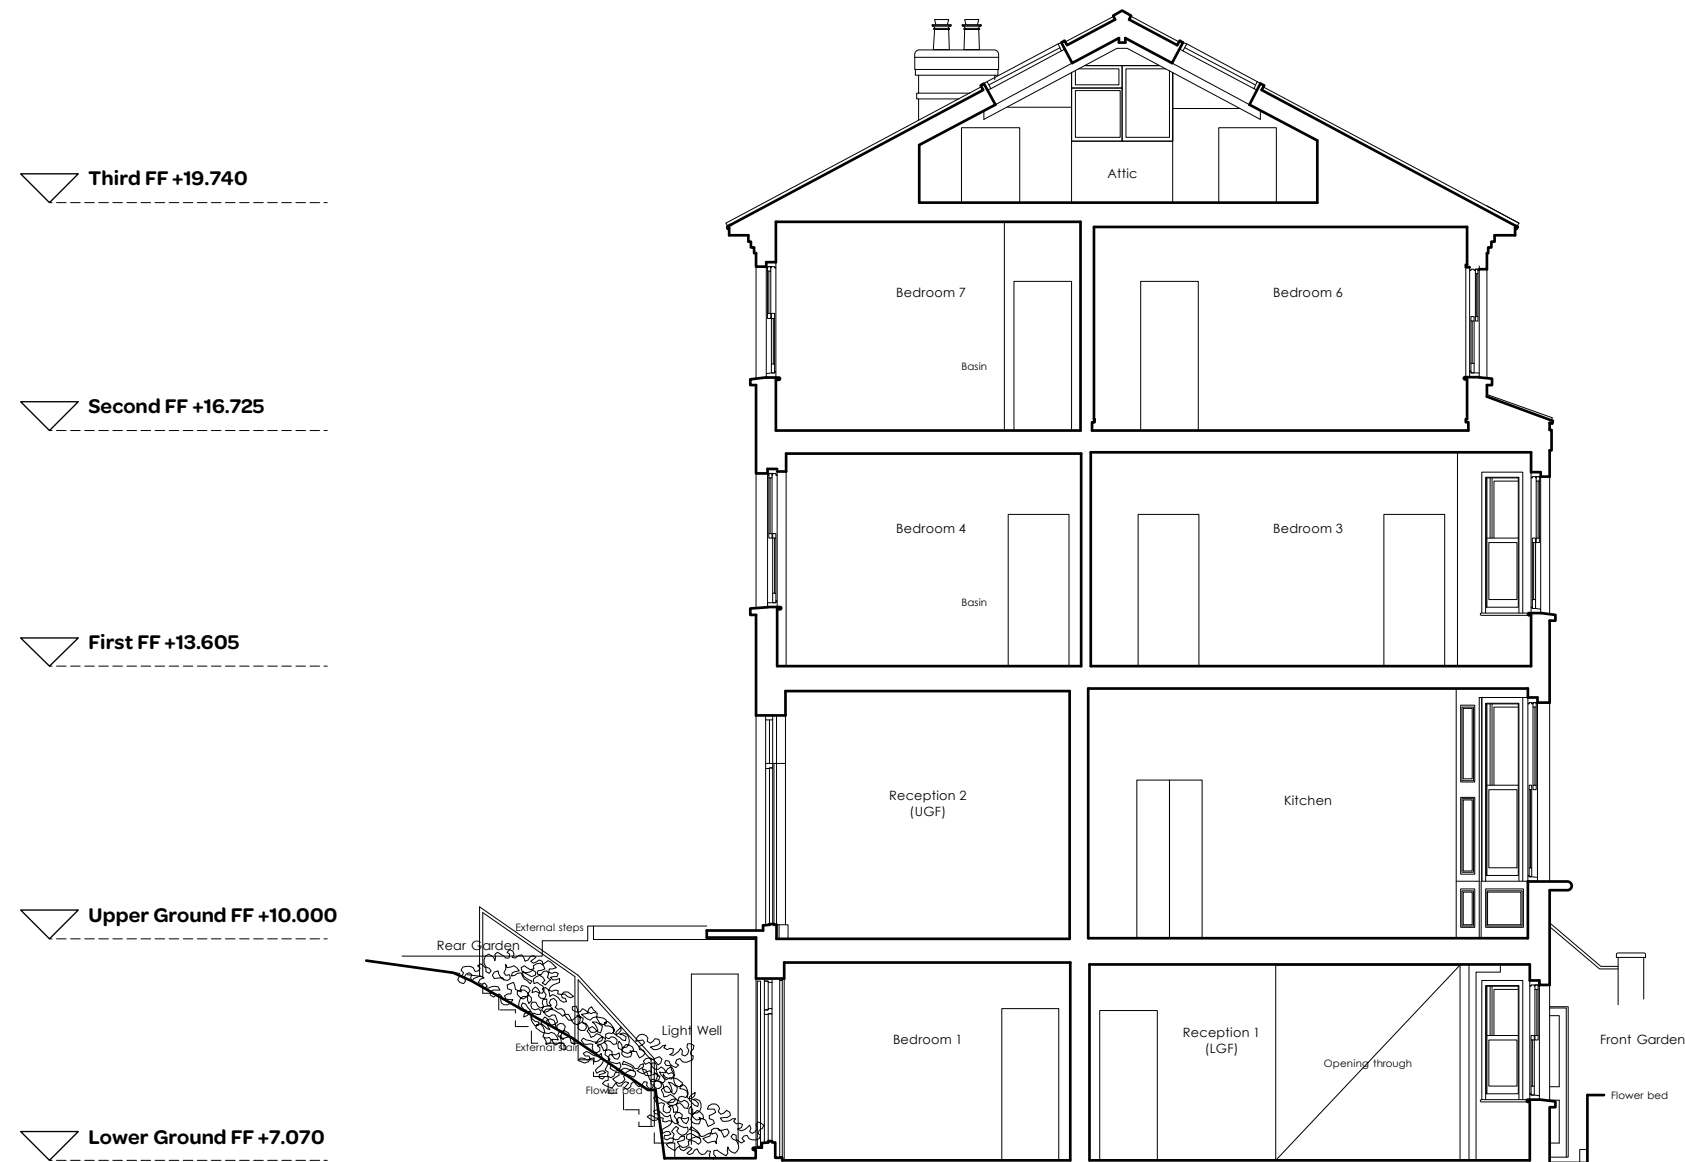 Attic
Third FF +19.740
Bedroom 7
Bedroom 6
Basin
Second FF +16.725
Bedroom 4
Bedroom 3
Basin
First FF +13.605
Reception 2
(UGF)
Kitchen
Upper Ground FF +10.000
External steps
Rear Garden
Light Well
Bedroom 1
Reception 1
(LGF)
Front Garden
External stair
Opening through
Flower bed
Flower bed
Lower Ground FF +7.070